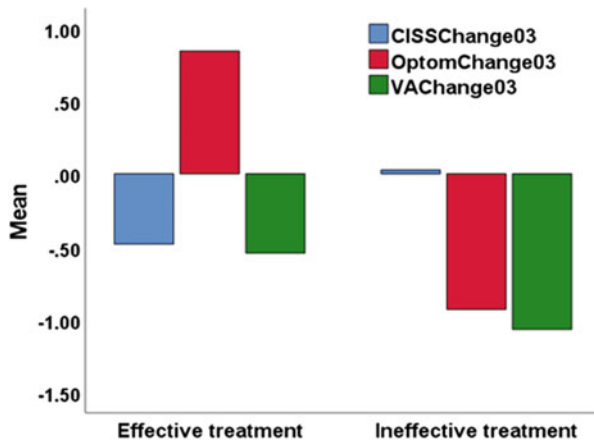 1.00
.50
.00
-.50
-1.00
-1.50
Mean
CISSChange03
OptomChange03
VAChange03
Effective treatment
Ineffective treatment